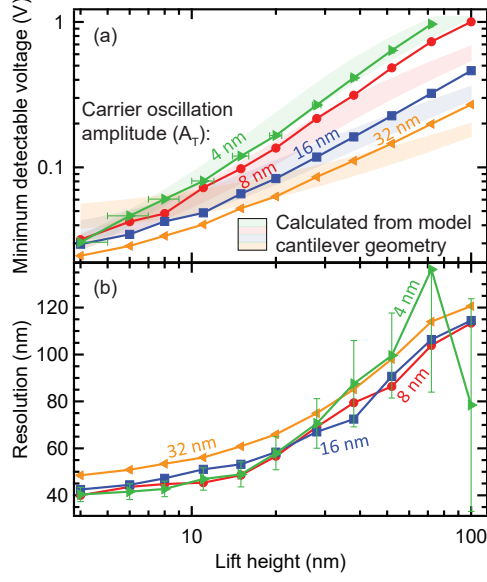 Minimum detectable voltage (V)
1
0.1
(a)
Carrier oscillation
amplitude (A_T):
4 nm
8 nm
16 nm
32 nm
Calculated from model
cantilever geometry
Resolution (nm)
120
100
80
60
40
(b)
4 nm
8 nm
16 nm
32 nm
10
100
Lift height (nm)